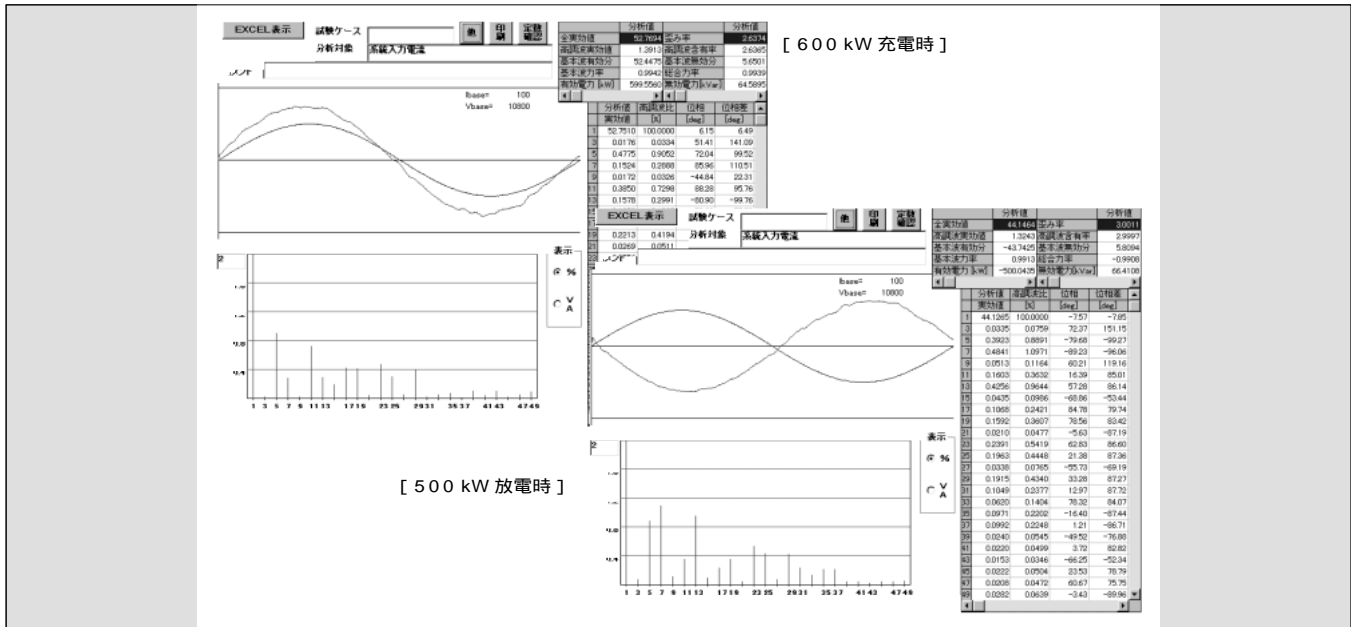 EXCEL表示 試験ケース 他 印刷 定数確認
分析対象 系統入力電流
Ibase= 100
Vbase= 10800
分析値 分析値
全実効値 52.7694 歪み率 2.6374
高調波実効値 1.3913 高調波含有率 2.6365
基本波有効分 52.4475 基本波無効分 5.6501
基本波力率 0.9942 総合力率 0.9939
有効電力 [kW] 599.5560 無効電力[kVar] 64.5895
[ 600 kW 充電時 ]
分析値 高調波比 位相 位相差
実効値 [%] [deg] [deg]
1 52.7510 100.0000 6.15 6.49
3 0.0176 0.0334 51.41 141.09
5 0.4775 0.9052 72.04 99.52
7 0.1524 0.2888 85.96 110.51
9 0.0172 0.0326 -44.84 22.31
11 0.3850 0.7298 88.28 95.76
13 0.1578 0.2991 -80.90 -99.76
19 0.2213 0.4194
21 0.0269 0.0511
表示
%
V
A
1 3 5 7 9 11 13 17 19 23 25 29 31 35 37 41 43 47 49
EXCEL表示 試験ケース 他 印刷 定数確認
分析対象 系統入力電流
Ibase= 100
Vbase= 10800
分析値 分析値
全実効値 44.1464 歪み率 3.0011
高調波実効値 1.3243 高調波含有率 2.9997
基本波有効分 -43.7425 基本波無効分 5.8094
基本波力率 0.9913 総合力率 -0.9908
有効電力 [kW] -500.0435 無効電力[kVar] 66.4108
分析値 高調波比 位相 位相差
実効値 [%] [deg] [deg]
1 44.1265 100.0000 -7.57 -7.85
3 0.0335 0.0759 72.37 151.15
5 0.3923 0.8891 -79.68 -99.27
7 0.4841 1.0971 -89.23 -96.06
9 0.0513 0.1164 60.21 119.16
11 0.1603 0.3632 16.39 85.01
13 0.4256 0.9644 57.28 86.14
15 0.0435 0.0986 -68.86 -53.44
17 0.1068 0.2421 84.78 79.74
19 0.1592 0.3607 78.56 83.42
21 0.0210 0.0477 -5.63 -87.19
23 0.2391 0.5419 62.83 86.60
25 0.1963 0.4448 21.38 87.36
27 0.0338 0.0765 -55.73 -69.19
29 0.1915 0.4340 33.28 87.27
31 0.1049 0.2377 12.97 87.72
33 0.0620 0.1404 78.32 84.07
35 0.0971 0.2202 -16.40 -87.44
37 0.0992 0.2248 1.21 -86.71
39 0.0240 0.0545 -49.52 -76.88
41 0.0220 0.0499 3.72 82.82
43 0.0153 0.0346 -66.25 -52.34
45 0.0222 0.0504 23.53 78.79
47 0.0208 0.0472 60.67 75.75
49 0.0282 0.0639 -3.43 -89.96
表示
%
V
A
[ 500 kW 放電時 ]
1 3 5 7 9 11 13 17 19 23 25 29 31 35 37 41 43 47 49